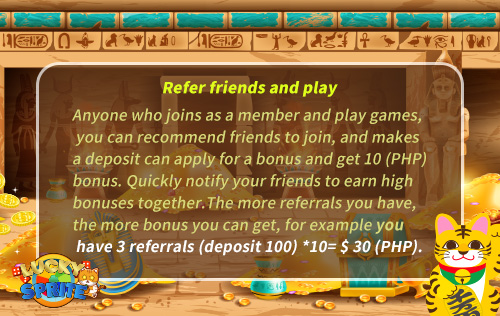 Refer friends and play
Anyone who joins as a member and play games,
you can recommend friends to join, and makes
a deposit can apply for a bonus and get 10 (PHP)
bonus. Quickly notify your friends to earn high
bonuses together.The more referrals you have,
the more bonus you can get, for example you
have 3 referrals (deposit 100) *10= $ 30 (PHP).
LUCKY
SPRITE